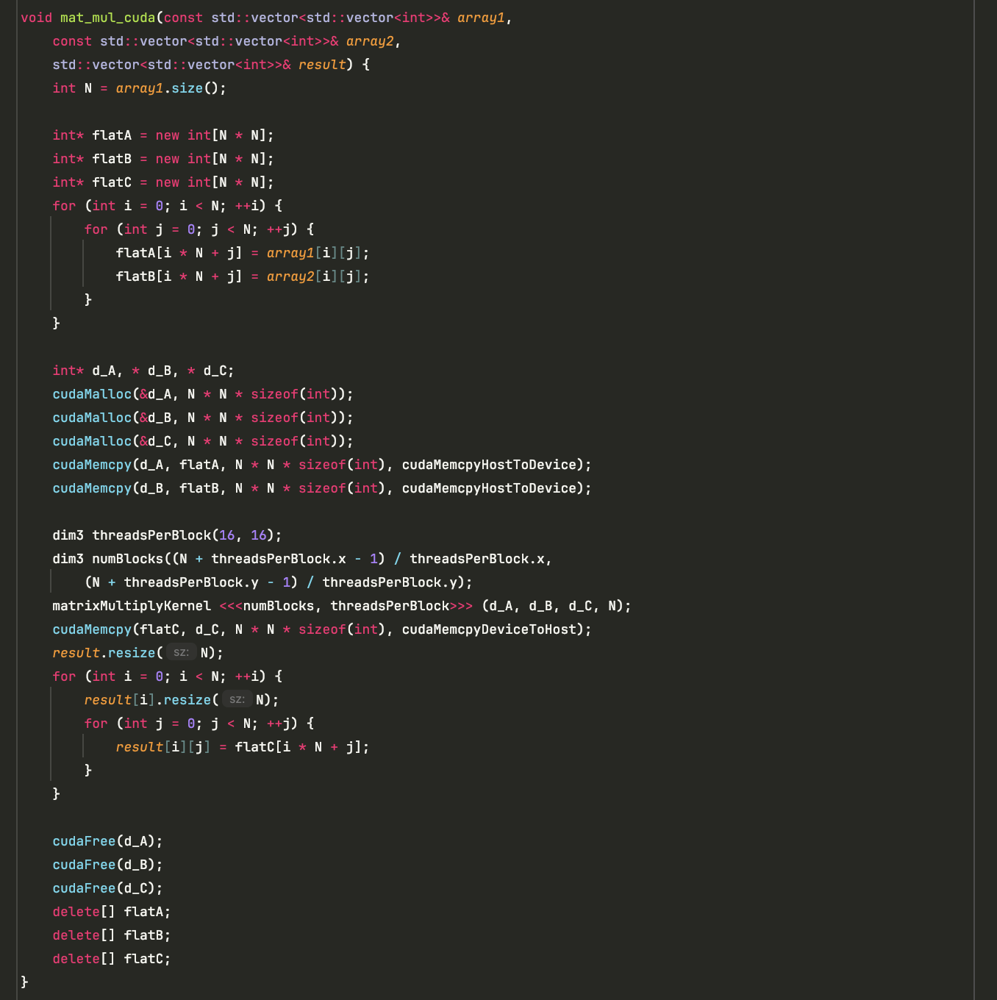 void mat_mul_cuda(const std::vector<std::vector<int>>& array1,
    const std::vector<std::vector<int>>& array2,
    std::vector<std::vector<int>>& result) {
    int N = array1.size();

    int* flatA = new int[N * N];
    int* flatB = new int[N * N];
    int* flatC = new int[N * N];
    for (int i = 0; i < N; ++i) {
        for (int j = 0; j < N; ++j) {
            flatA[i * N + j] = array1[i][j];
            flatB[i * N + j] = array2[i][j];
        }
    }

    int* d_A, * d_B, * d_C;
    cudaMalloc(&d_A, N * N * sizeof(int));
    cudaMalloc(&d_B, N * N * sizeof(int));
    cudaMalloc(&d_C, N * N * sizeof(int));
    cudaMemcpy(d_A, flatA, N * N * sizeof(int), cudaMemcpyHostToDevice);
    cudaMemcpy(d_B, flatB, N * N * sizeof(int), cudaMemcpyHostToDevice);

    dim3 threadsPerBlock(16, 16);
    dim3 numBlocks((N + threadsPerBlock.x - 1) / threadsPerBlock.x,
        (N + threadsPerBlock.y - 1) / threadsPerBlock.y);
    matrixMultiplyKernel <<<numBlocks, threadsPerBlock>>> (d_A, d_B, d_C, N);
    cudaMemcpy(flatC, d_C, N * N * sizeof(int), cudaMemcpyDeviceToHost);
    result.resize( sz: N);
    for (int i = 0; i < N; ++i) {
        result[i].resize( sz: N);
        for (int j = 0; j < N; ++j) {
            result[i][j] = flatC[i * N + j];
        }
    }

    cudaFree(d_A);
    cudaFree(d_B);
    cudaFree(d_C);
    delete[] flatA;
    delete[] flatB;
    delete[] flatC;
}